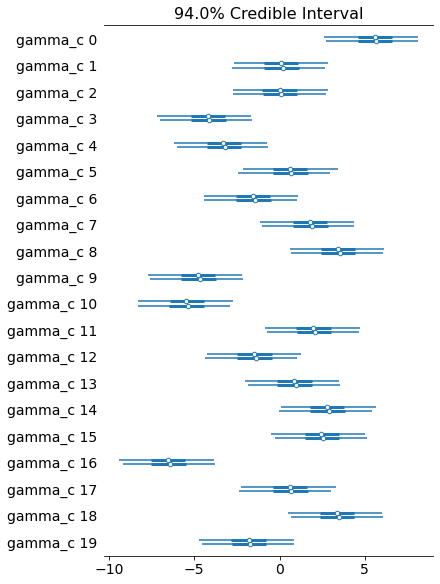 94.0% Credible Interval
gamma_c 0
gamma_c 1
gamma_c 2
gamma_c 3
gamma_c 4
gamma_c 5
gamma_c 6
gamma_c 7
gamma_c 8
gamma_c 9
gamma_c 10
gamma_c 11
gamma_c 12
gamma_c 13
gamma_c 14
gamma_c 15
gamma_c 16
gamma_c 17
gamma_c 18
gamma_c 19
−10 −5 0 5